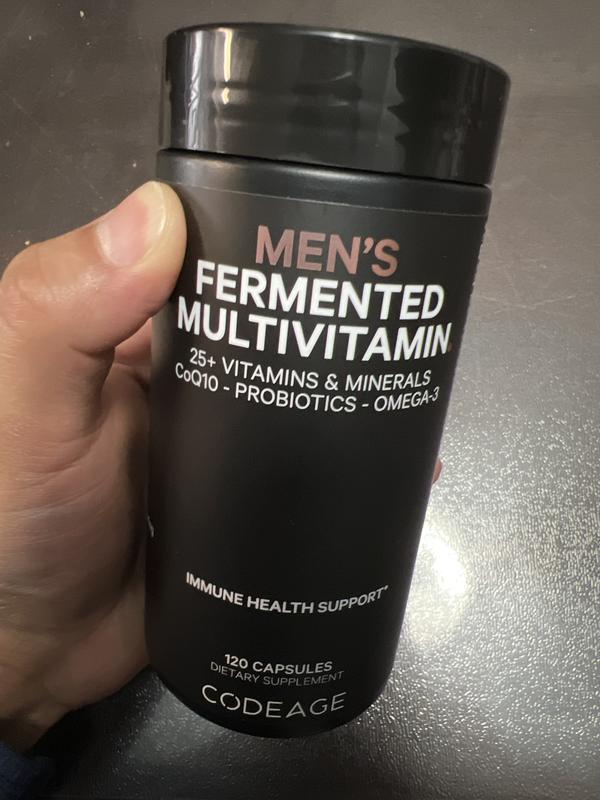 MEN'S
FERMENTED
MULTIVITAMIN
25+ VITAMINS & MINERALS
CoQ10 - PROBIOTICS - OMEGA-3
IMMUNE HEALTH SUPPORT*
120 CAPSULES
DIETARY SUPPLEMENT
CODEAGE